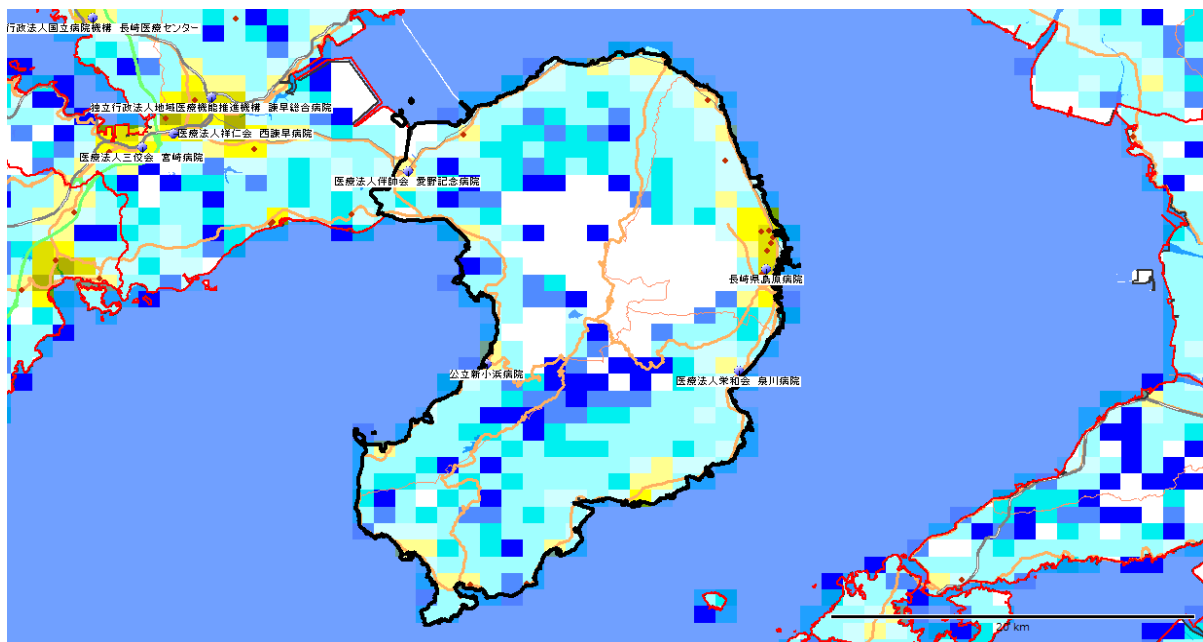 行政法人国立病院機構 長崎医療センター
独立行政法人地域医療機能推進機構 諫早総合病院
医療法人祥仁会 西諫早病院
医療法人三佼会 宮崎病院
医療法人伴帥会 愛野記念病院
長崎県島原病院
公立新小浜病院
医療法人栄和会 泉川病院
20 km